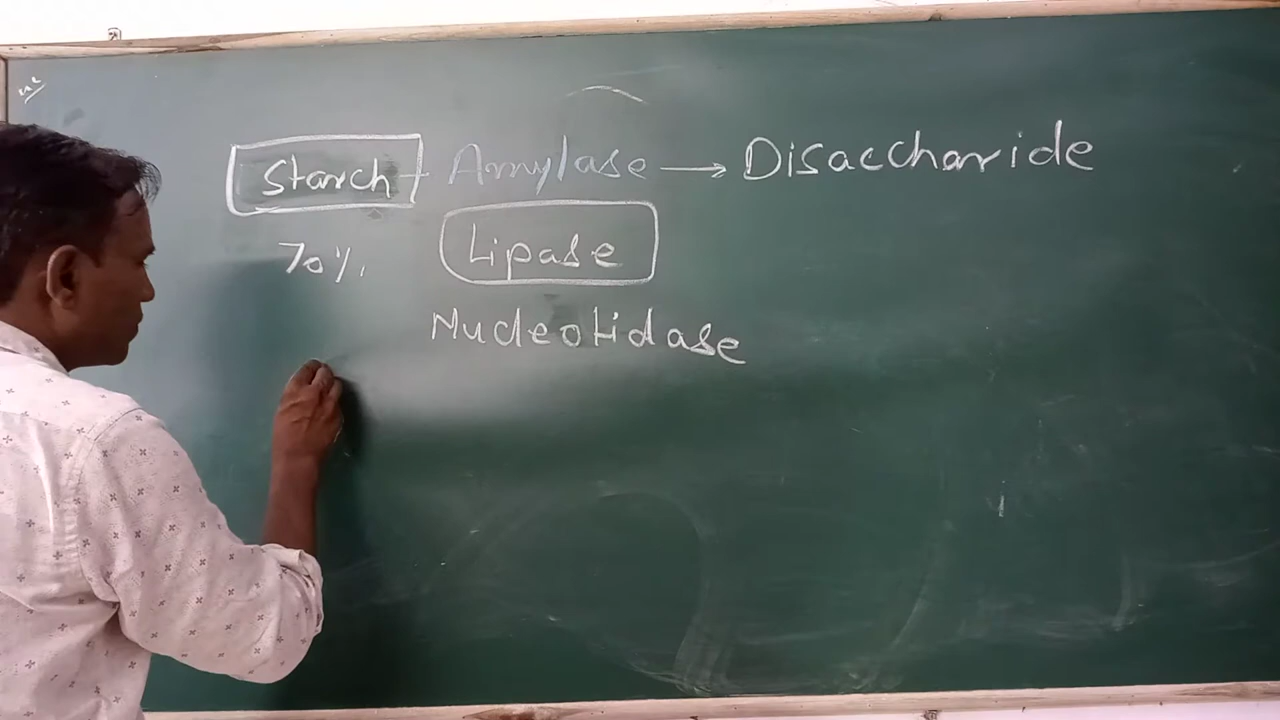 Starch - Amylase → Disaccharide
70% Lipase
Nucleotidase